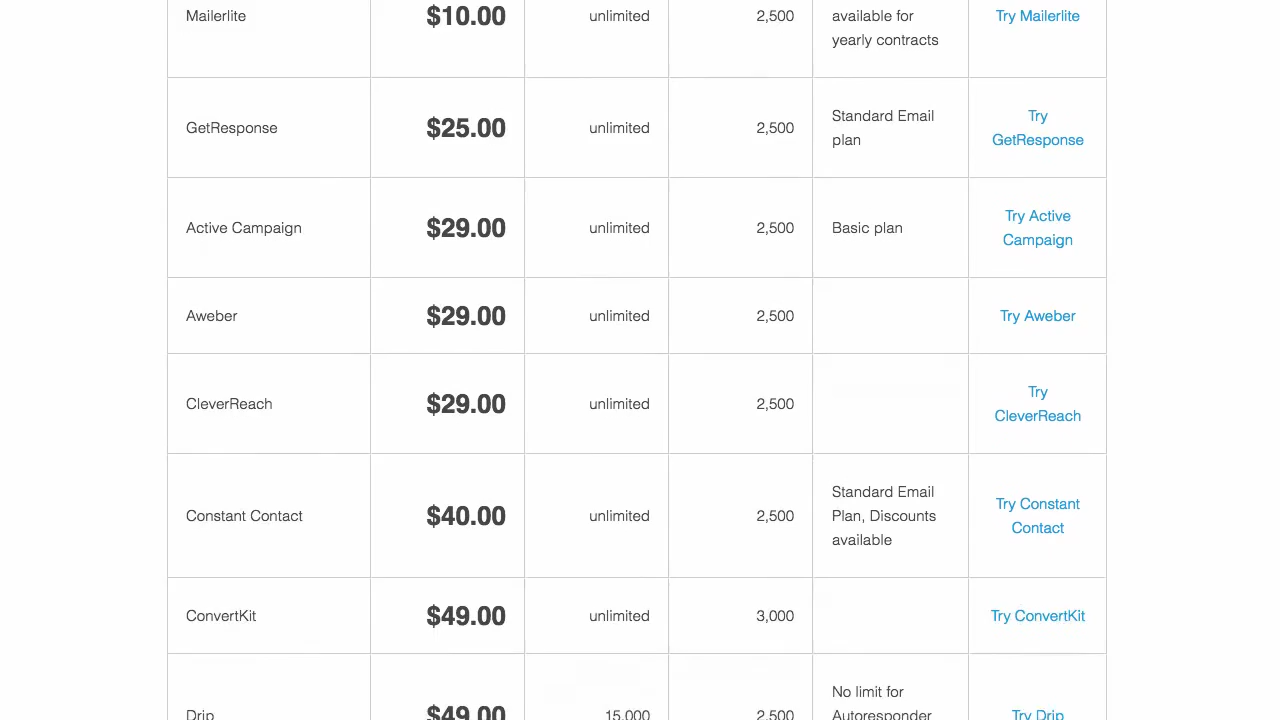 Mailerlite $10.00 unlimited 2,500 available for Try Mailerlite
yearly contracts
GetResponse $25.00 unlimited 2,500 Standard Email plan Try GetResponse
Active Campaign $29.00 unlimited 2,500 Basic plan Try Active Campaign
Aweber $29.00 unlimited 2,500 Try Aweber
CleverReach $29.00 unlimited 2,500 Try CleverReach
Constant Contact $40.00 unlimited 2,500 Standard Email Plan, Discounts available Try Constant Contact
ConvertKit $49.00 unlimited 3,000 Try ConvertKit
Drip $49.00 15,000 2,500 No limit for Autoresponder Try Drip